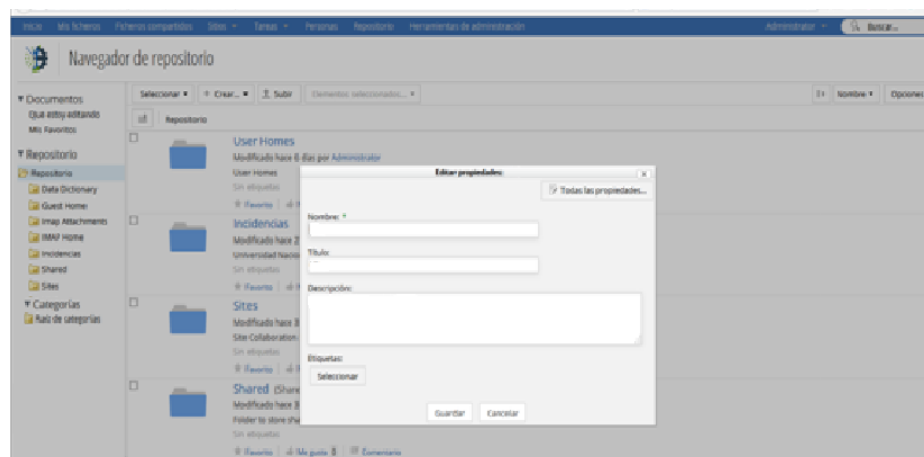 Inicio Mis ficheros Ficheros compartidos Sitios Tareas Personas Repositorio Herramientas de administración Administrator Buscar...
Navegador de repositorio
Documentos
Que estoy editando
Mis Favoritos
Repositorio
Repositorio
Data Dictionary
Guest Home
Imap Attachments
IMAP Home
Incidencias
Shared
Sites
Categorías
Raíz de categorías
Seleccionar Crear... Subir Elementos seleccionados... Nombre Opciones
Repositorio
User Homes
Modificado hace 6 días por Administrator
User Homes
Sin etiquetas
Favorito
Incidencias
Modificado hace 2
Universidad Nacio
Sin etiquetas
Favorito
Sites
Modificado hace 3
Site Collaboration
Sin etiquetas
Favorito
Shared (Share
Modificado hace 3
Folder to store sha
Sin etiquetas
Favorito Me gusta 0 Comentario
Editar propiedades:
Todas las propiedades...
Nombre: *
Título:
Descripción:
Etiquetas:
Seleccionar
Guardar Cancelar